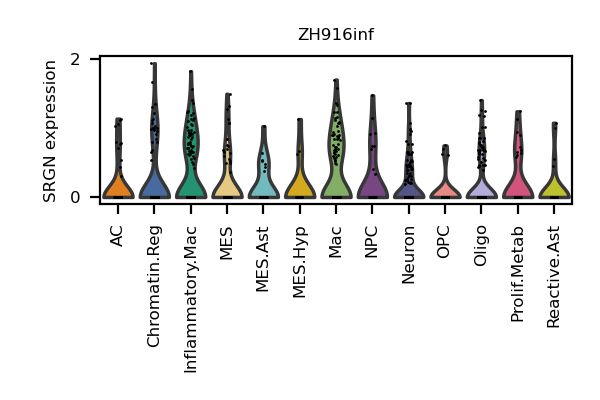 ZH916inf
SRGN expression
2
0
AC
Chromatin.Reg
Inflammatory.Mac
MES
MES.Ast
MES.Hyp
Mac
NPC
Neuron
OPC
Oligo
Prolif.Metab
Reactive.Ast